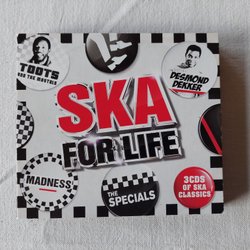 TOOTS
AND THE MAYTALS
DESMOND
DEKKER
SKA
FOR LIFE
MADNESS
THE
SPECIALS
3CDS
OF SKA
CLASSICS